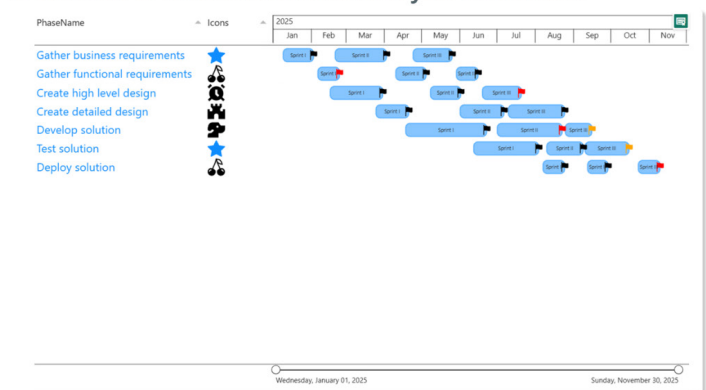 PhaseName Icons 2025
Jan Feb Mar Apr May Jun Jul Aug Sep Oct Nov
Gather business requirements Sprint I Sprint II Sprint III
Gather functional requirements Sprint Sprint II Sprint II
Create high level design Sprint I Sprint II Sprint III
Create detailed design Sprint I Sprint II Sprint III
Develop solution Sprint I Sprint II Sprint III
Test solution Sprint I Sprint II Sprint III
Deploy solution Sprint I Sprint II Sprint III
Wednesday, January 01, 2025 Sunday, November 30, 2025